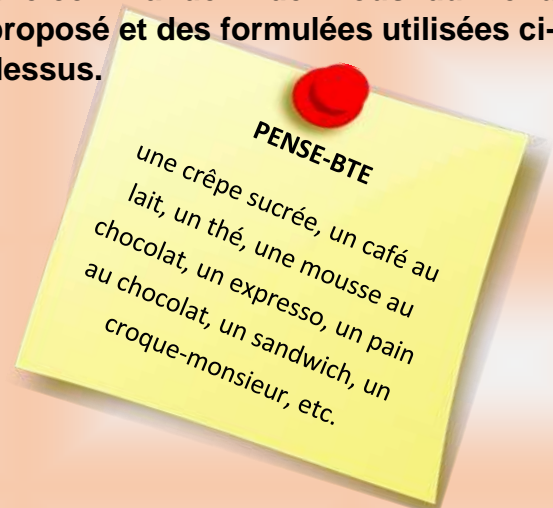 proposé et des formulées utilisées ci-
dessus.
PENSE-BTE
une crêpe sucrée, un café au
lait, un thé, une mousse au
chocolat, un expresso, un pain
au chocolat, un sandwich, un
croque-monsieur, etc.